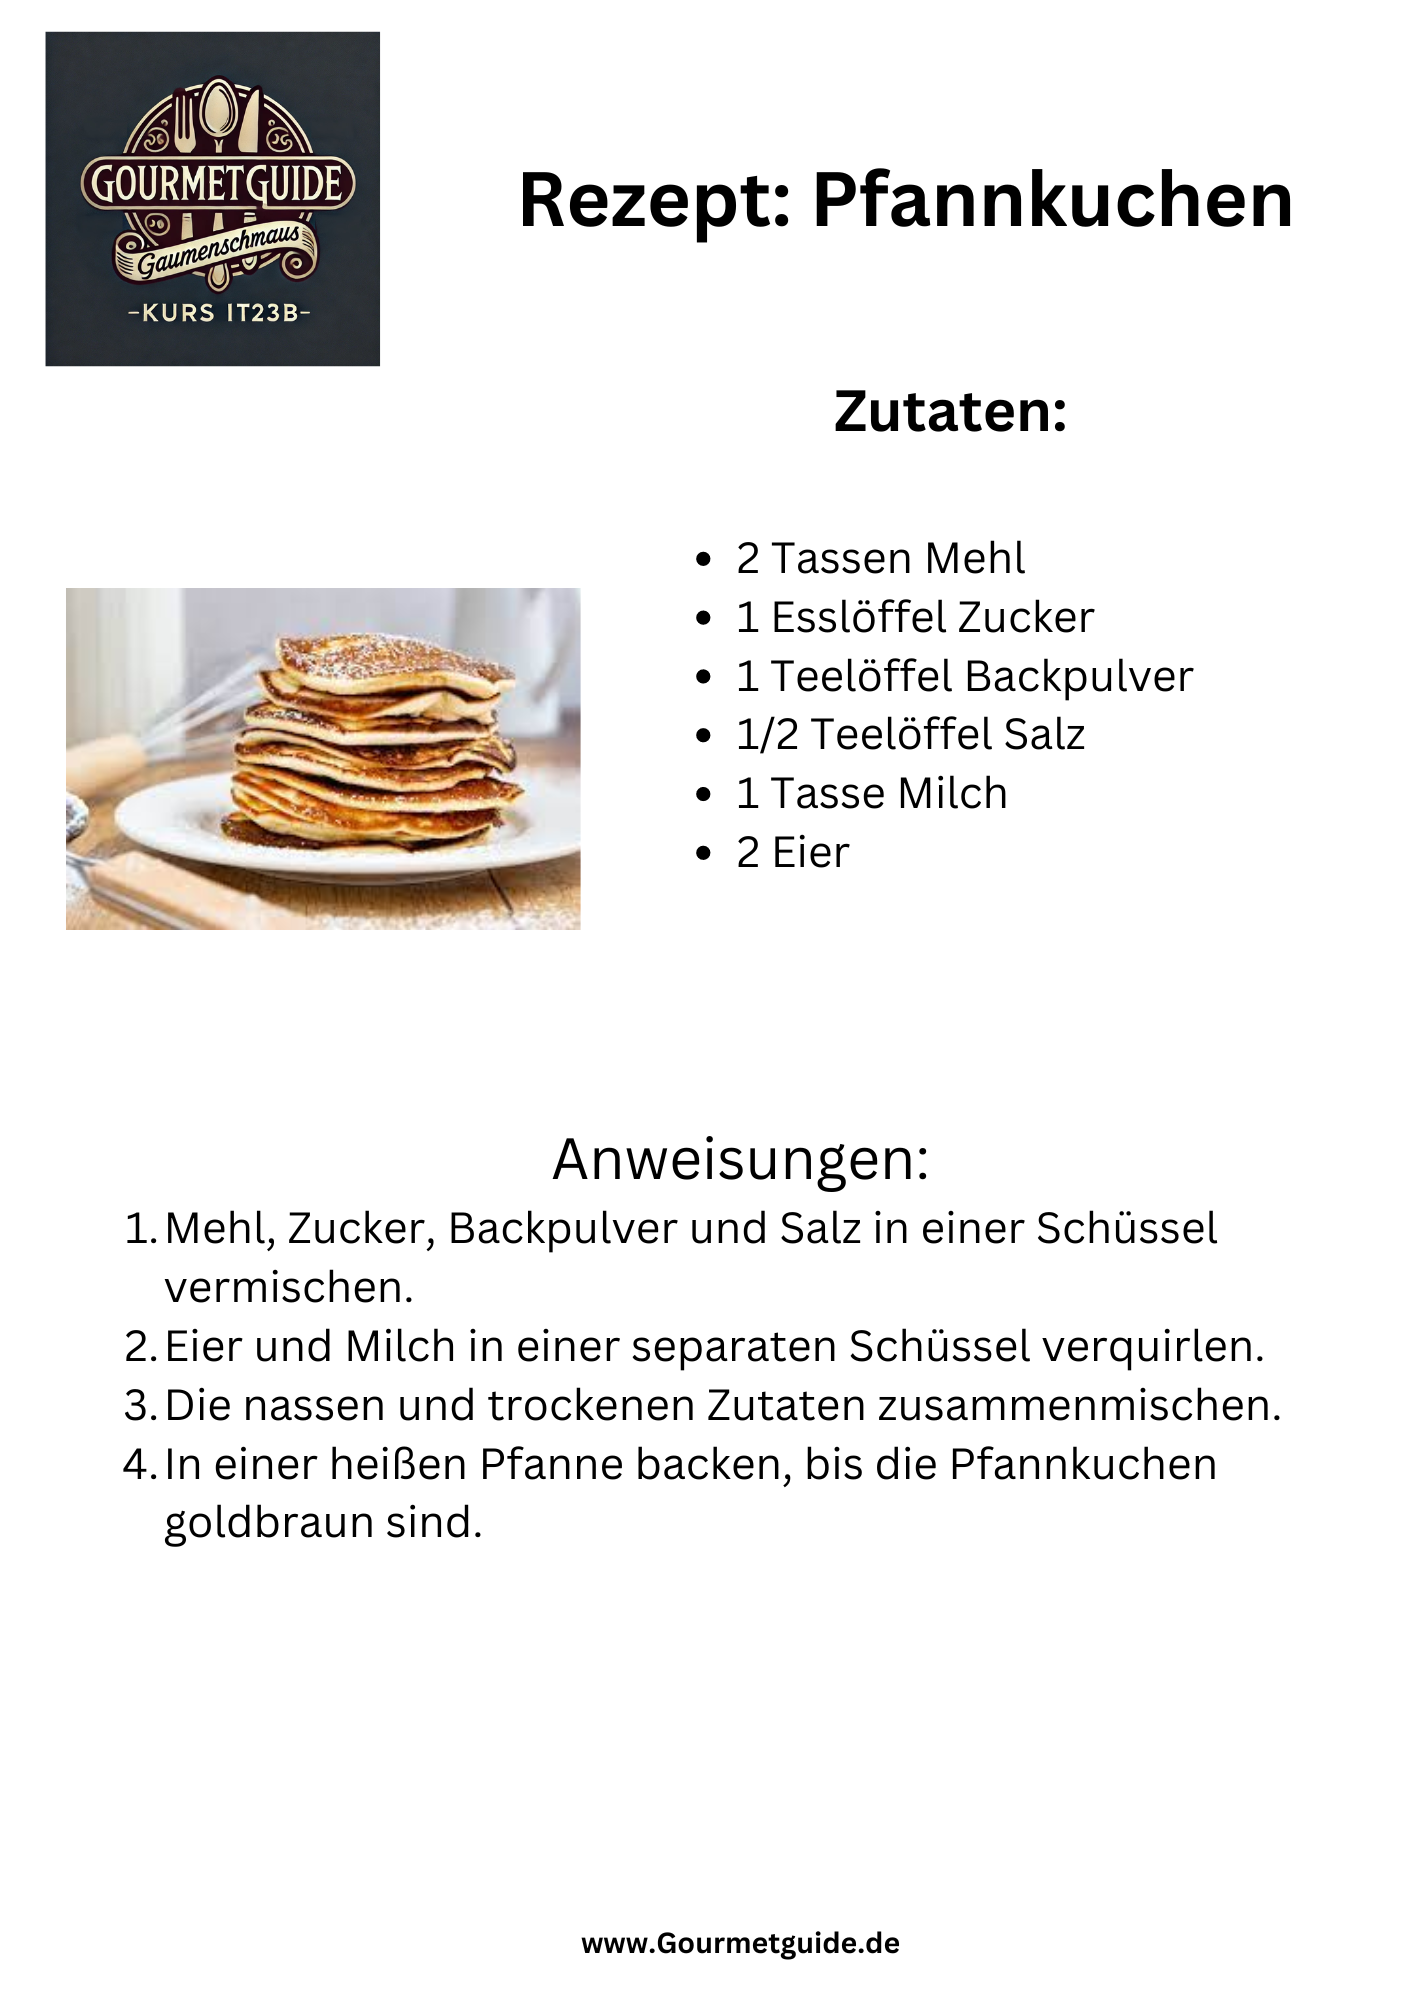 GOURMETGUIDE
Gaumenschmaus
-KURS IT23B-
Rezept: Pfannkuchen
Zutaten:
• 2 Tassen Mehl
• 1 Esslöffel Zucker
• 1 Teelöffel Backpulver
• 1/2 Teelöffel Salz
• 1 Tasse Milch
• 2 Eier
Anweisungen:
1. Mehl, Zucker, Backpulver und Salz in einer Schüssel
vermischen.
2. Eier und Milch in einer separaten Schüssel verquirlen.
3. Die nassen und trockenen Zutaten zusammenmischen.
4. In einer heißen Pfanne backen, bis die Pfannkuchen
goldbraun sind.
www.Gourmetguide.de